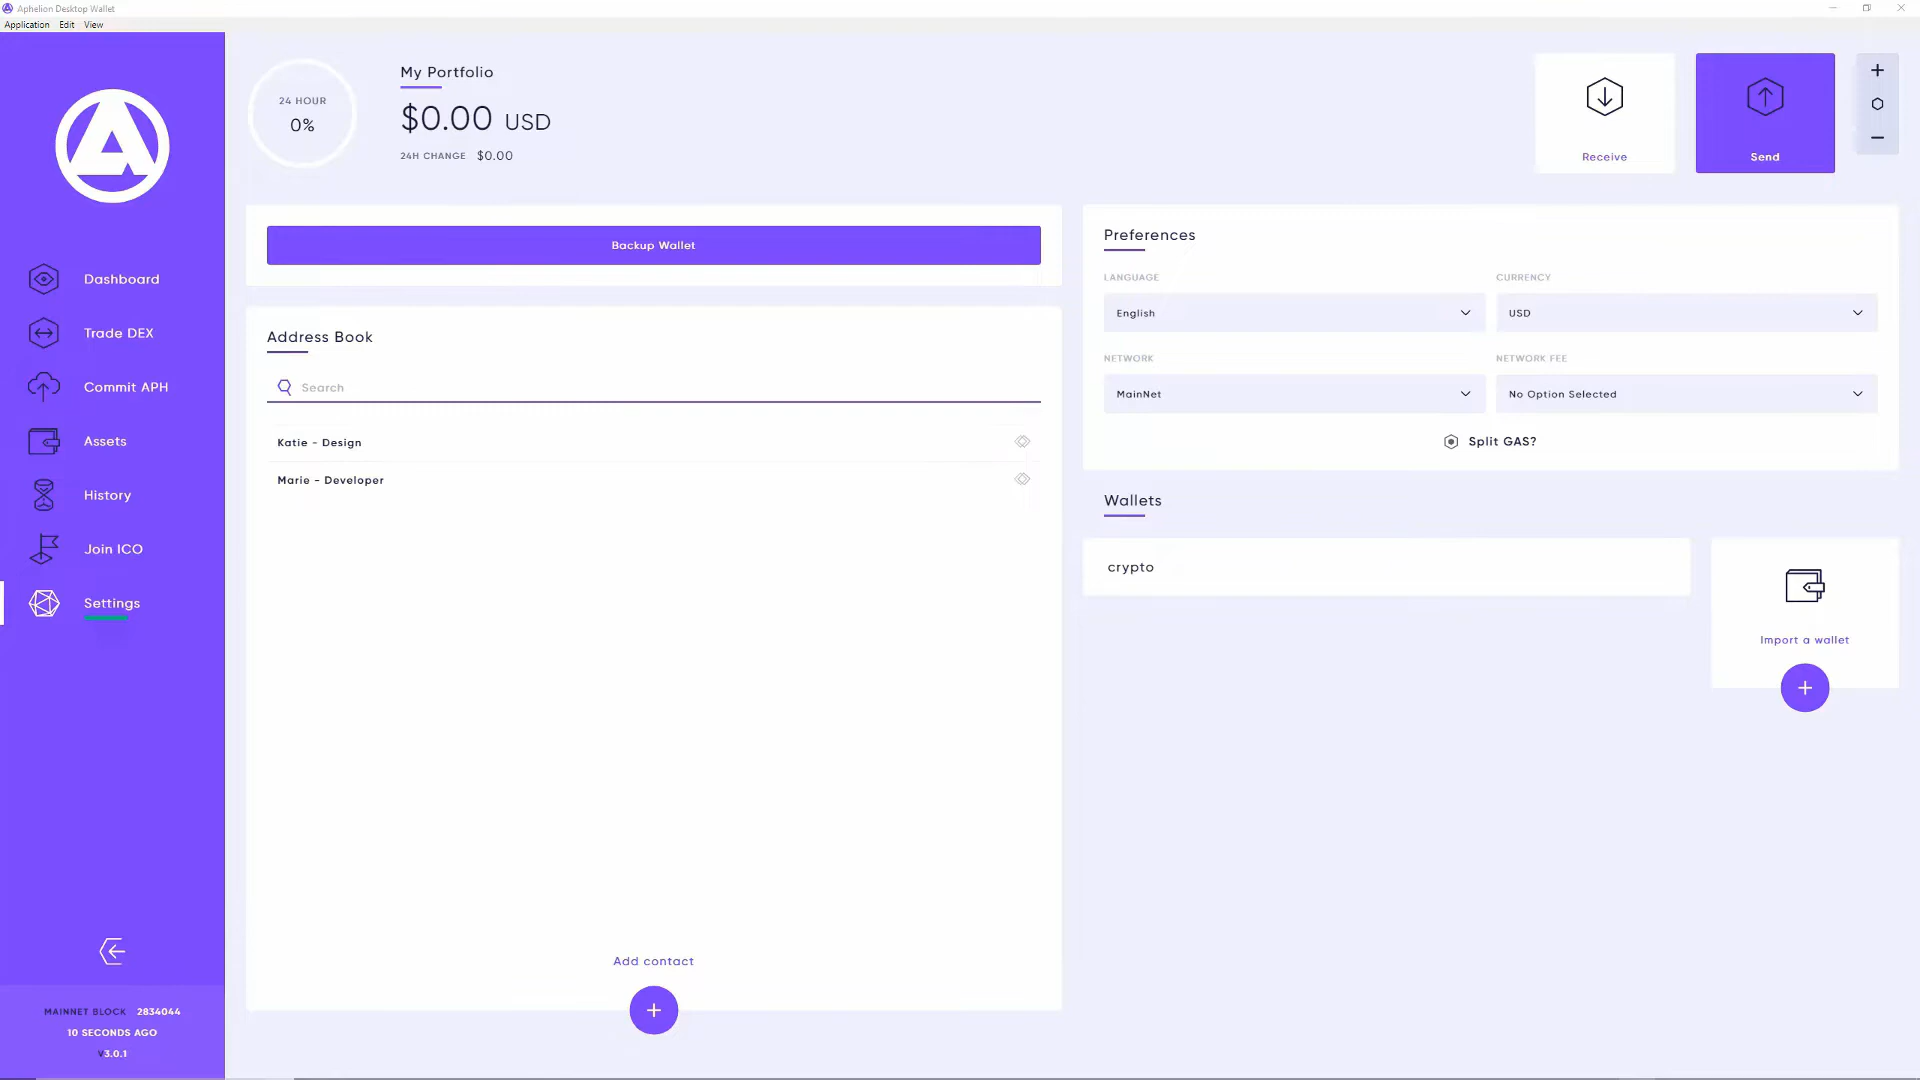 Aphelion Desktop Wallet
Application Edit View
24 HOUR
0%
My Portfolio
$0.00 USD
24H CHANGE $0.00
Receive
Send
Dashboard
Trade DEX
Commit APH
Assets
History
Join ICO
Settings
MAINNET BLOCK 2834044
10 SECONDS AGO
V3.0.1
Backup Wallet
Address Book
Search
Katie - Design
Marie - Developer
Add contact
Preferences
LANGUAGE
English
CURRENCY
USD
NETWORK
MainNet
NETWORK FEE
No Option Selected
Split GAS?
Wallets
crypto
Import a wallet